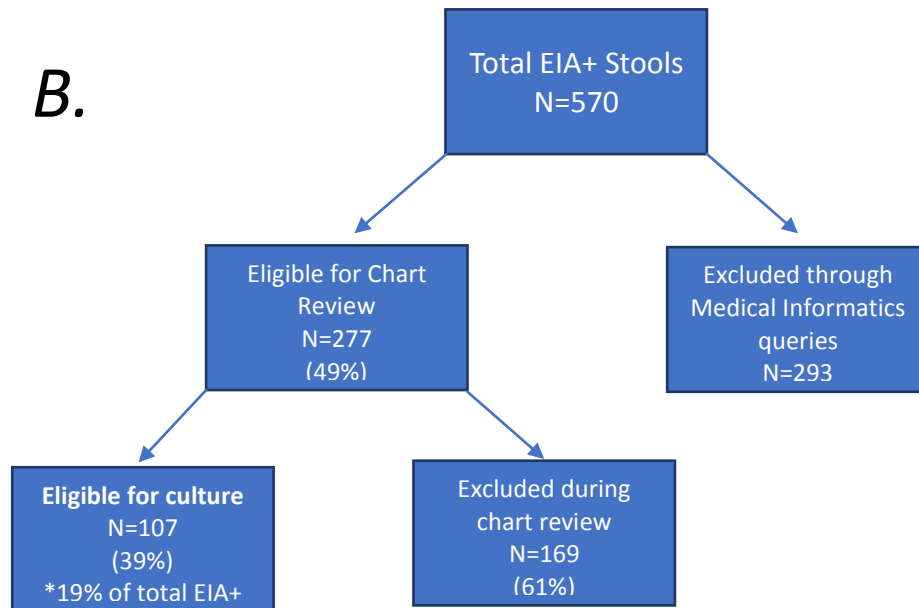 B.
Total EIA+ Stools
N=570
Eligible for Chart
Review
N=277
(49%)
Excluded through
Medical Informatics
queries
N=293
Eligible for culture
N=107
(39%)
*19% of total EIA+
Excluded during
chart review
N=169
(61%)